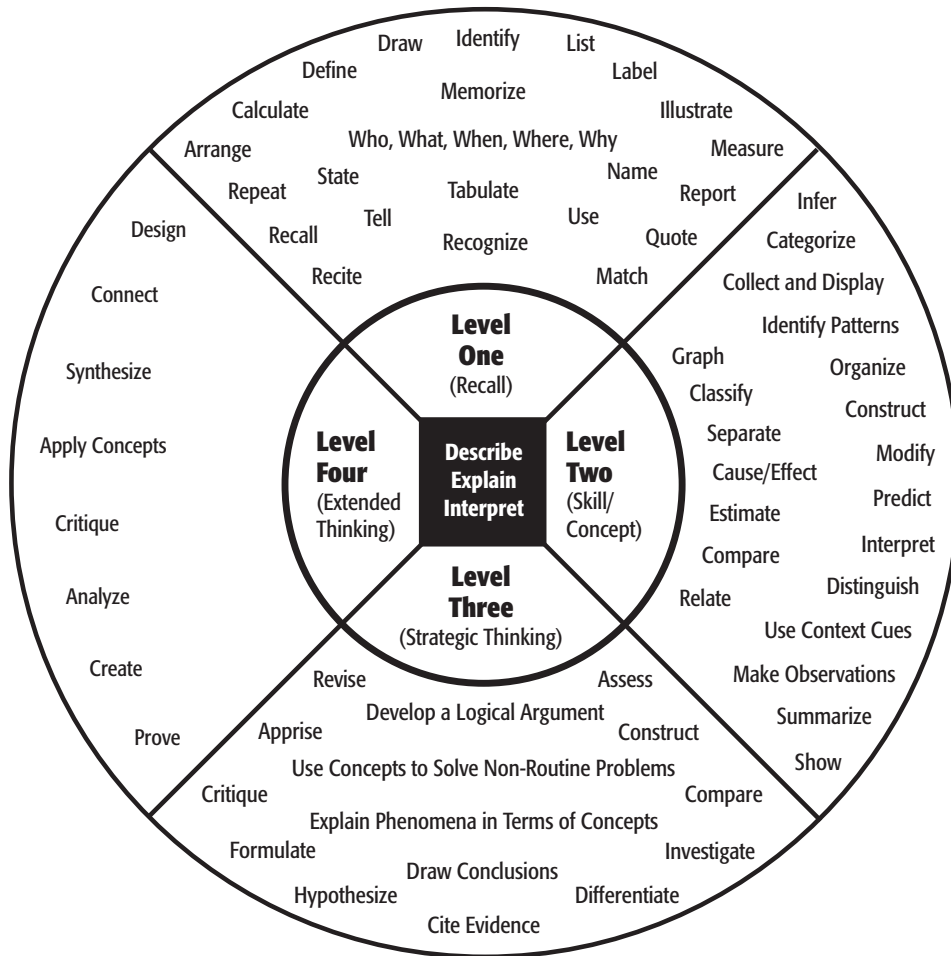 Draw
Identify
List
Define
Label
Memorize
Calculate
Illustrate
Who, What, When, Where, Why
Arrange
Measure
State
Name
Repeat
Tabulate
Report
Tell
Use
Recall
Recognize
Quote
Recite
Match
Level
One
(Recall)
Infer
Categorize
Collect and Display
Identify Patterns
Graph
Organize
Classify
Construct
Separate
Modify
Cause/Effect
Predict
Estimate
Interpret
Compare
Distinguish
Relate
Use Context Cues
Make Observations
Summarize
Show
Level
Two
(Skill/
Concept)
Describe
Explain
Interpret
Level
Three
(Strategic Thinking)
Revise
Assess
Develop a Logical Argument
Apprise
Construct
Use Concepts to Solve Non-Routine Problems
Critique
Compare
Explain Phenomena in Terms of Concepts
Formulate
Investigate
Draw Conclusions
Hypothesize
Differentiate
Cite Evidence
Level
Four
(Extended
Thinking)
Design
Connect
Synthesize
Apply Concepts
Critique
Analyze
Create
Prove